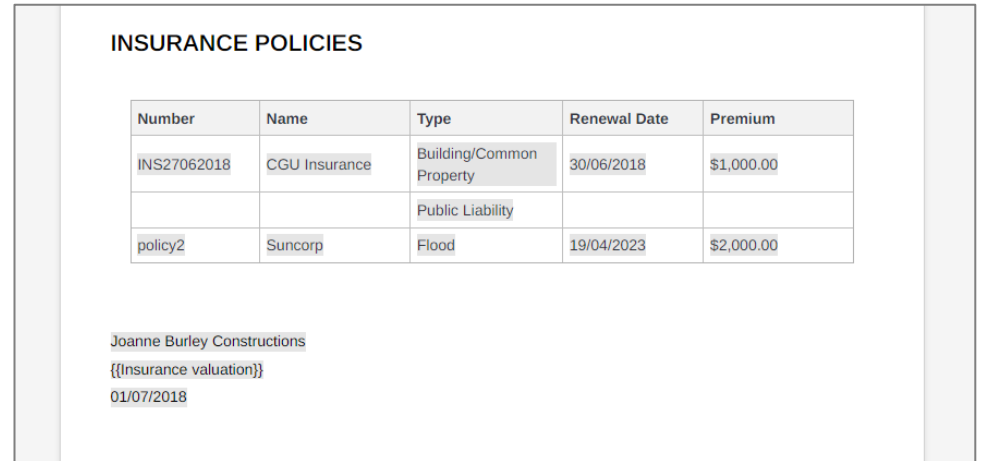 INSURANCE POLICIES
Number Name Type Renewal Date Premium
INS27062018 CGU Insurance Building/Common Property 30/06/2018 $1,000.00
Public Liability
policy2 Suncorp Flood 19/04/2023 $2,000.00
Joanne Burley Constructions
{{Insurance valuation}}
01/07/2018